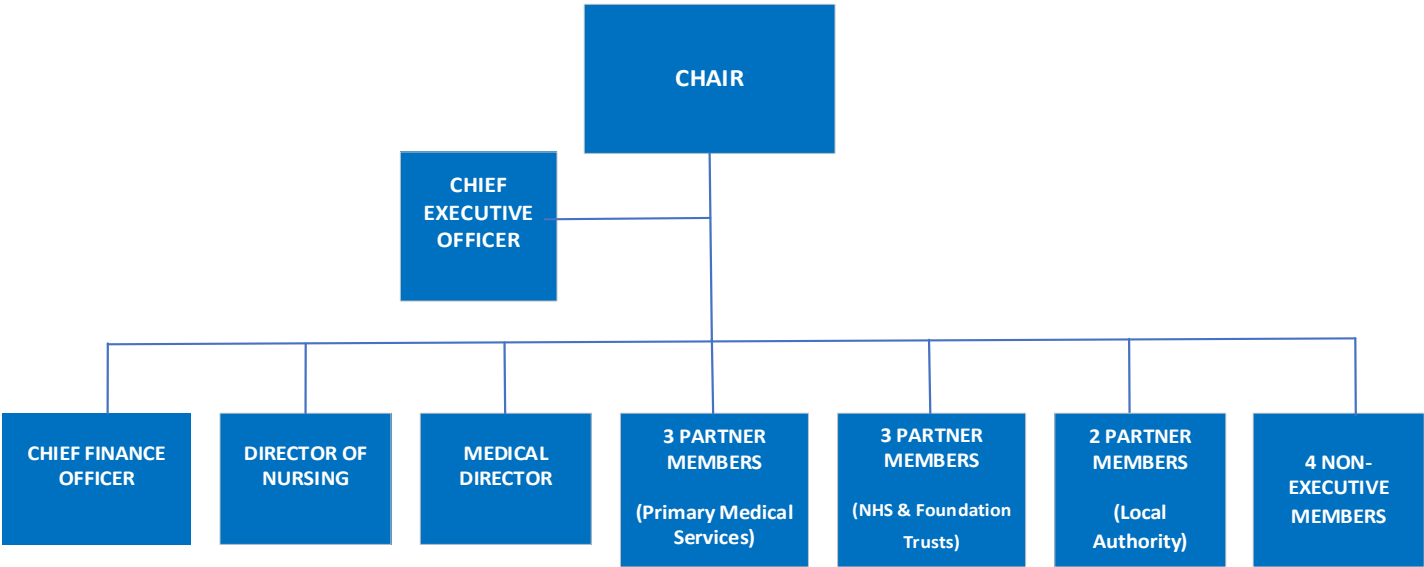 CHAIR
CHIEF
EXECUTIVE
OFFICER
CHIEF FINANCE
OFFICER
DIRECTOR OF
NURSING
MEDICAL
DIRECTOR
3 PARTNER
MEMBERS
(Primary Medical
Services)
3 PARTNER
MEMBERS
(NHS & Foundation
Trusts)
2 PARTNER
MEMBERS
(Local
Authority)
4 NON-
EXECUTIVE
MEMBERS